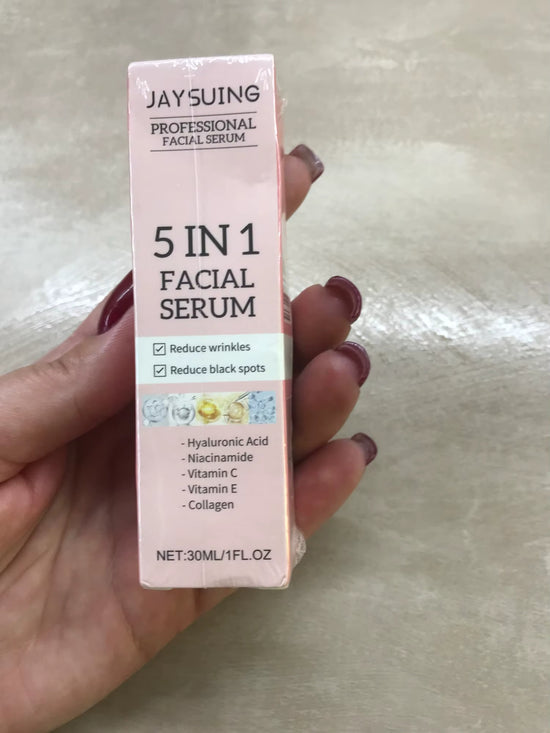 JAYSUING
PROFESSIONAL
FACIAL SERUM
5 IN 1
FACIAL
SERUM
Reduce wrinkles
Reduce black spots
- Hyaluronic Acid
- Niacinamide
- Vitamin C
- Vitamin E
- Collagen
NET:30ML/1FL.OZ